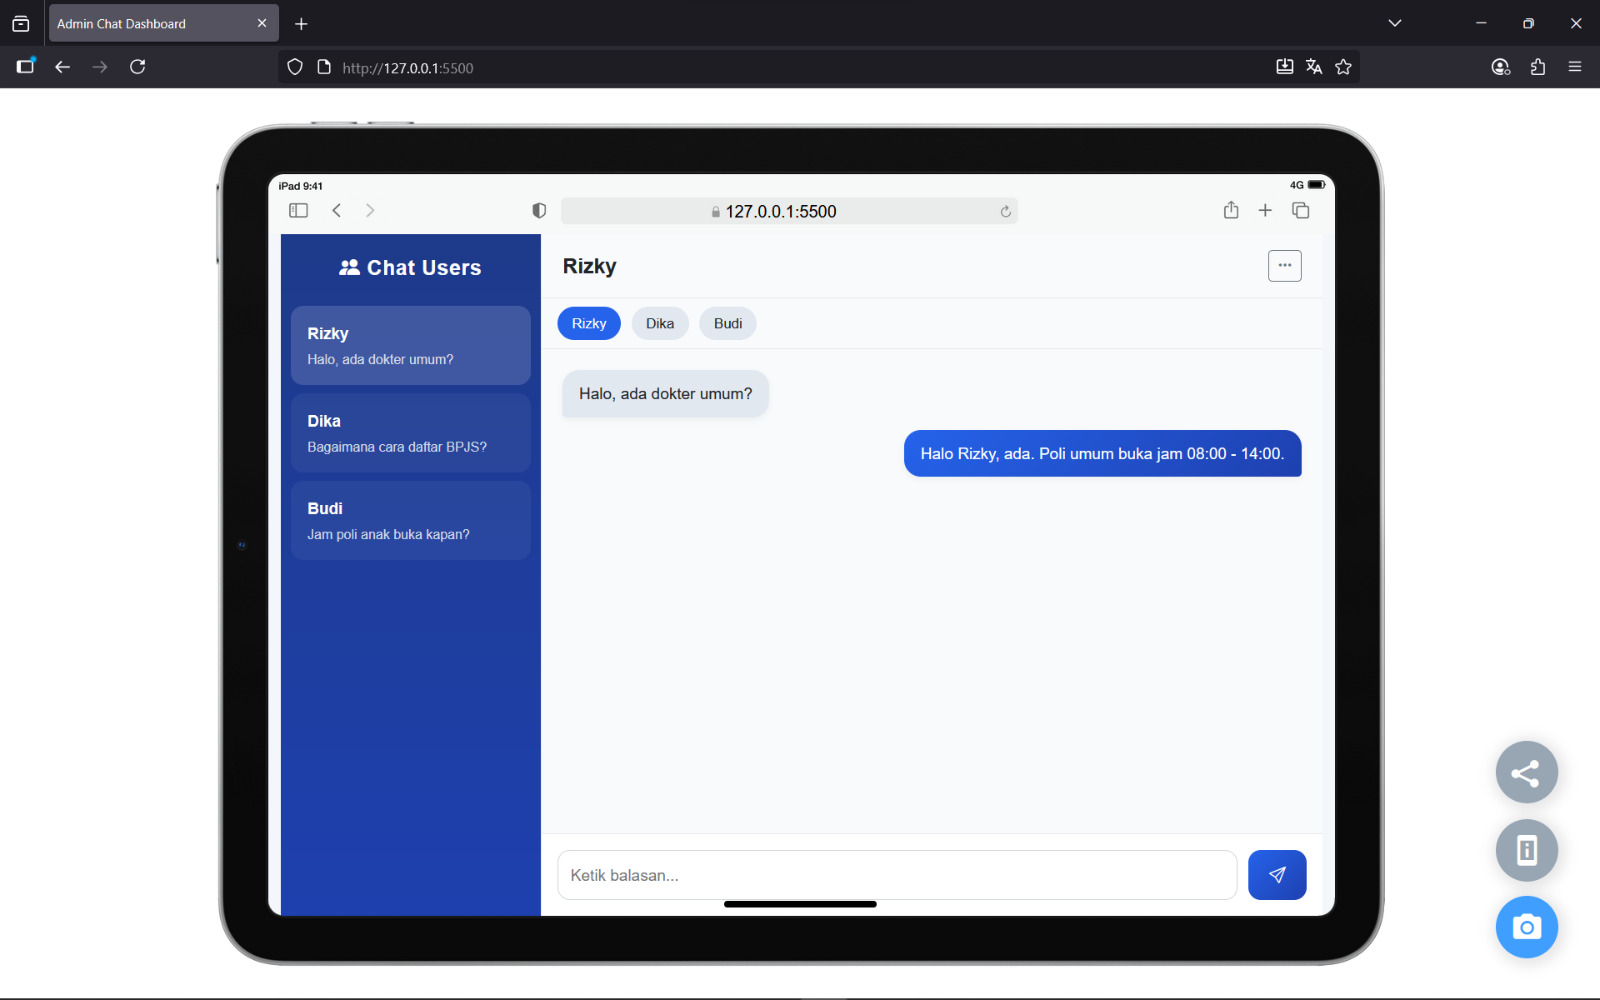 Admin Chat Dashboard
http://127.0.0.1:5500
iPad 9:41
4G
127.0.0.1:5500
Chat Users
Rizky
Halo, ada dokter umum?
Dika
Bagaimana cara daftar BPJS?
Budi
Jam poli anak buka kapan?
Rizky
Rizky
Dika
Budi
Halo, ada dokter umum?
Halo Rizky, ada. Poli umum buka jam 08:00 - 14:00.
Ketik balasan...